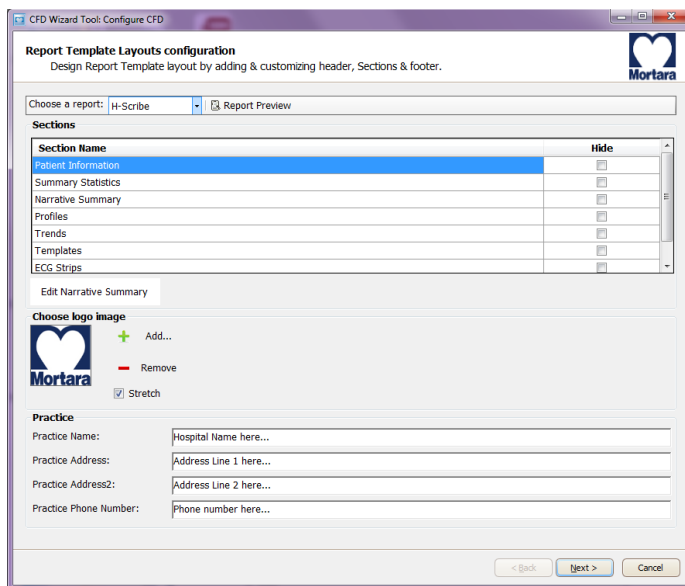 CFD Wizard Tool: Configure CFD
Report Template Layouts configuration
Design Report Template layout by adding & customizing header, Sections & footer.
Mortara
Choose a report: H-Scribe Report Preview
Sections
Section Name Hide
Patient Information
Summary Statistics
Narrative Summary
Profiles
Trends
Templates
ECG Strips
Edit Narrative Summary
Choose logo image
Mortara
Add...
Remove
Stretch
Practice
Practice Name: Hospital Name here...
Practice Address: Address Line 1 here...
Practice Address2: Address Line 2 here...
Practice Phone Number: Phone number here...
< Back Next > Cancel